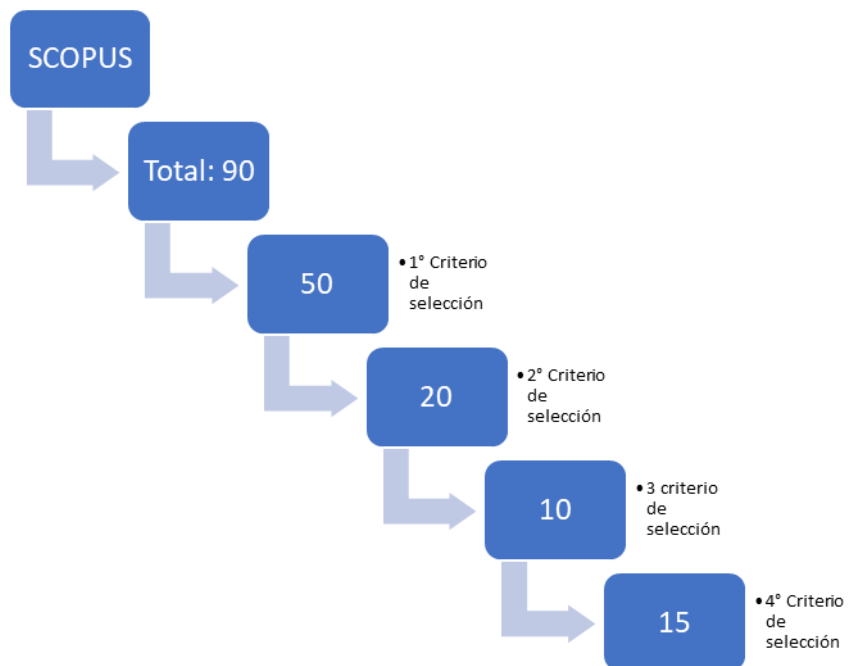 SCOPUS
Total: 90
50
• 1° Criterio
de
selección
20
• 2° Criterio
de
selección
10
• 3 criterio
de
selección
15
• 4° Criterio
de
selección